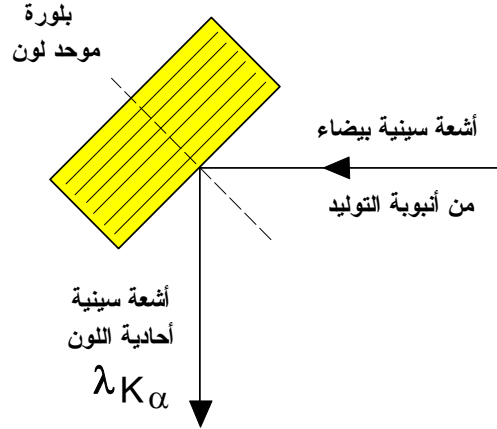 بلورة
موحد لون
أشعة سينية بيضاء
من أنبوبة التوليد
أشعة سينية
أحادية اللون
λKα